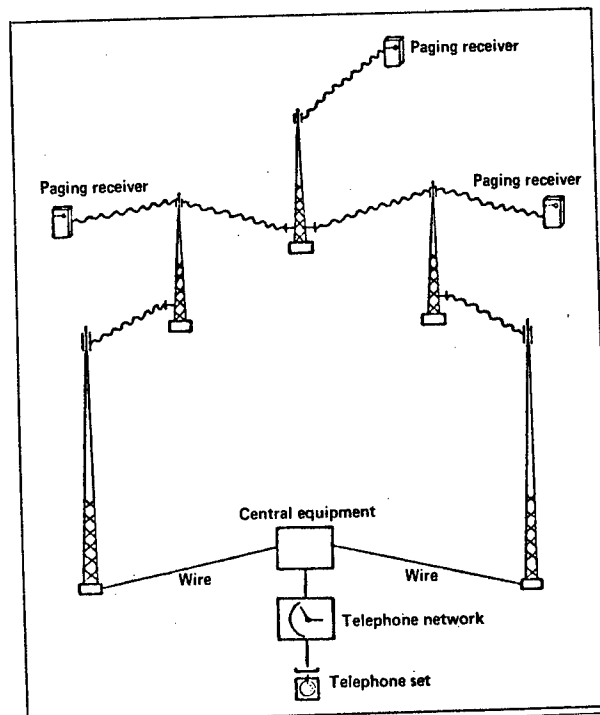 Paging receiver
Paging receiver
Paging receiver
Central equipment
Wire
Wire
Telephone network
Telephone set